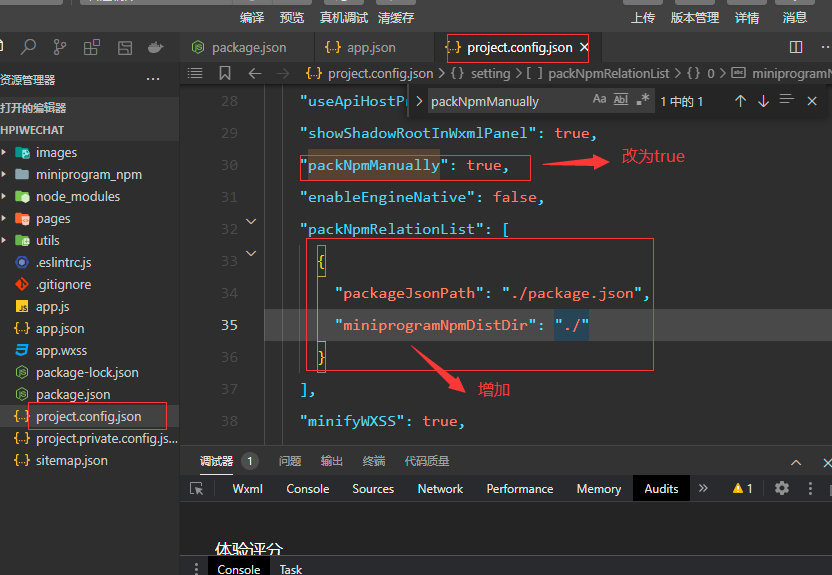 编译 预览 真机调试 清缓存 上传 版本管理 详情 消息
package.json app.json project.config.json
资源管理器 project.config.json setting packNpmRelationList 0
打开的编辑器 packNpmManually Aa Abl 1 中的 1
HPIWECHAT
28 "useApiHostPr
29 "showShadowRootInWxmlPanel": true,
30 "packNpmManually": true, 改为true
31 "enableEngineNative": false,
32 "packNpmRelationList": [
33 {
34 "packageJsonPath": "./package.json",
35 "miniprogramNpmDistDir": "./"
36 }
37 ], 增加
38 "minifyWXSS": true,
images
miniprogram_npm
node_modules
pages
utils
.eslintrc.js
.gitignore
app.js
app.json
app.wxss
package-lock.json
package.json
project.config.json
project.private.config.js...
sitemap.json
调试器 1 问题 输出 终端 代码质量
Wxml Console Sources Network Performance Memory Audits 1
体验评分
Console Task